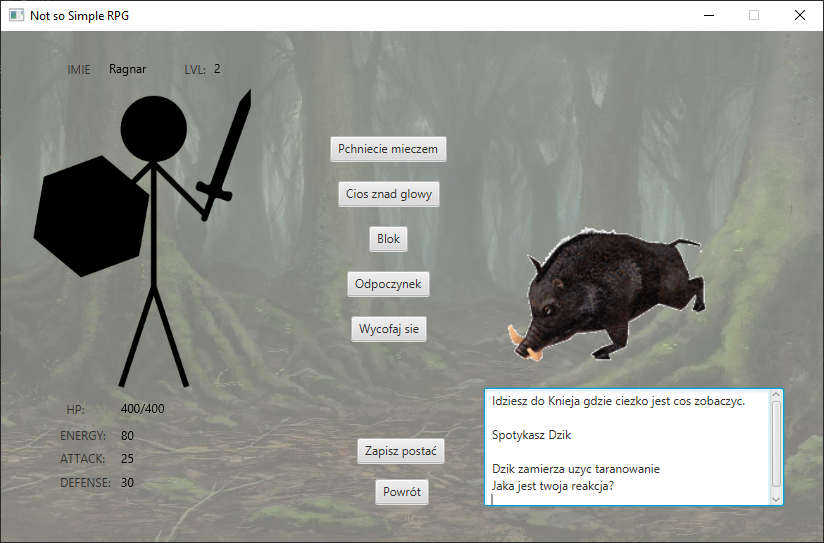 Not so Simple RPG
IMIE Ragnar LVL: 2
Pchniecie mieczem
Cios znad glowy
Blok
Odpoczynek
Wycofaj sie
HP: 400/400
ENERGY: 80
ATTACK: 25
DEFENSE: 30
Zapisz postać
Powrót
Idziesz do Knieja gdzie ciezko jest cos zobaczyc.
Spotykasz Dzik
Dzik zamierza uzyc taranowanie
Jaka jest twoja reakcja?